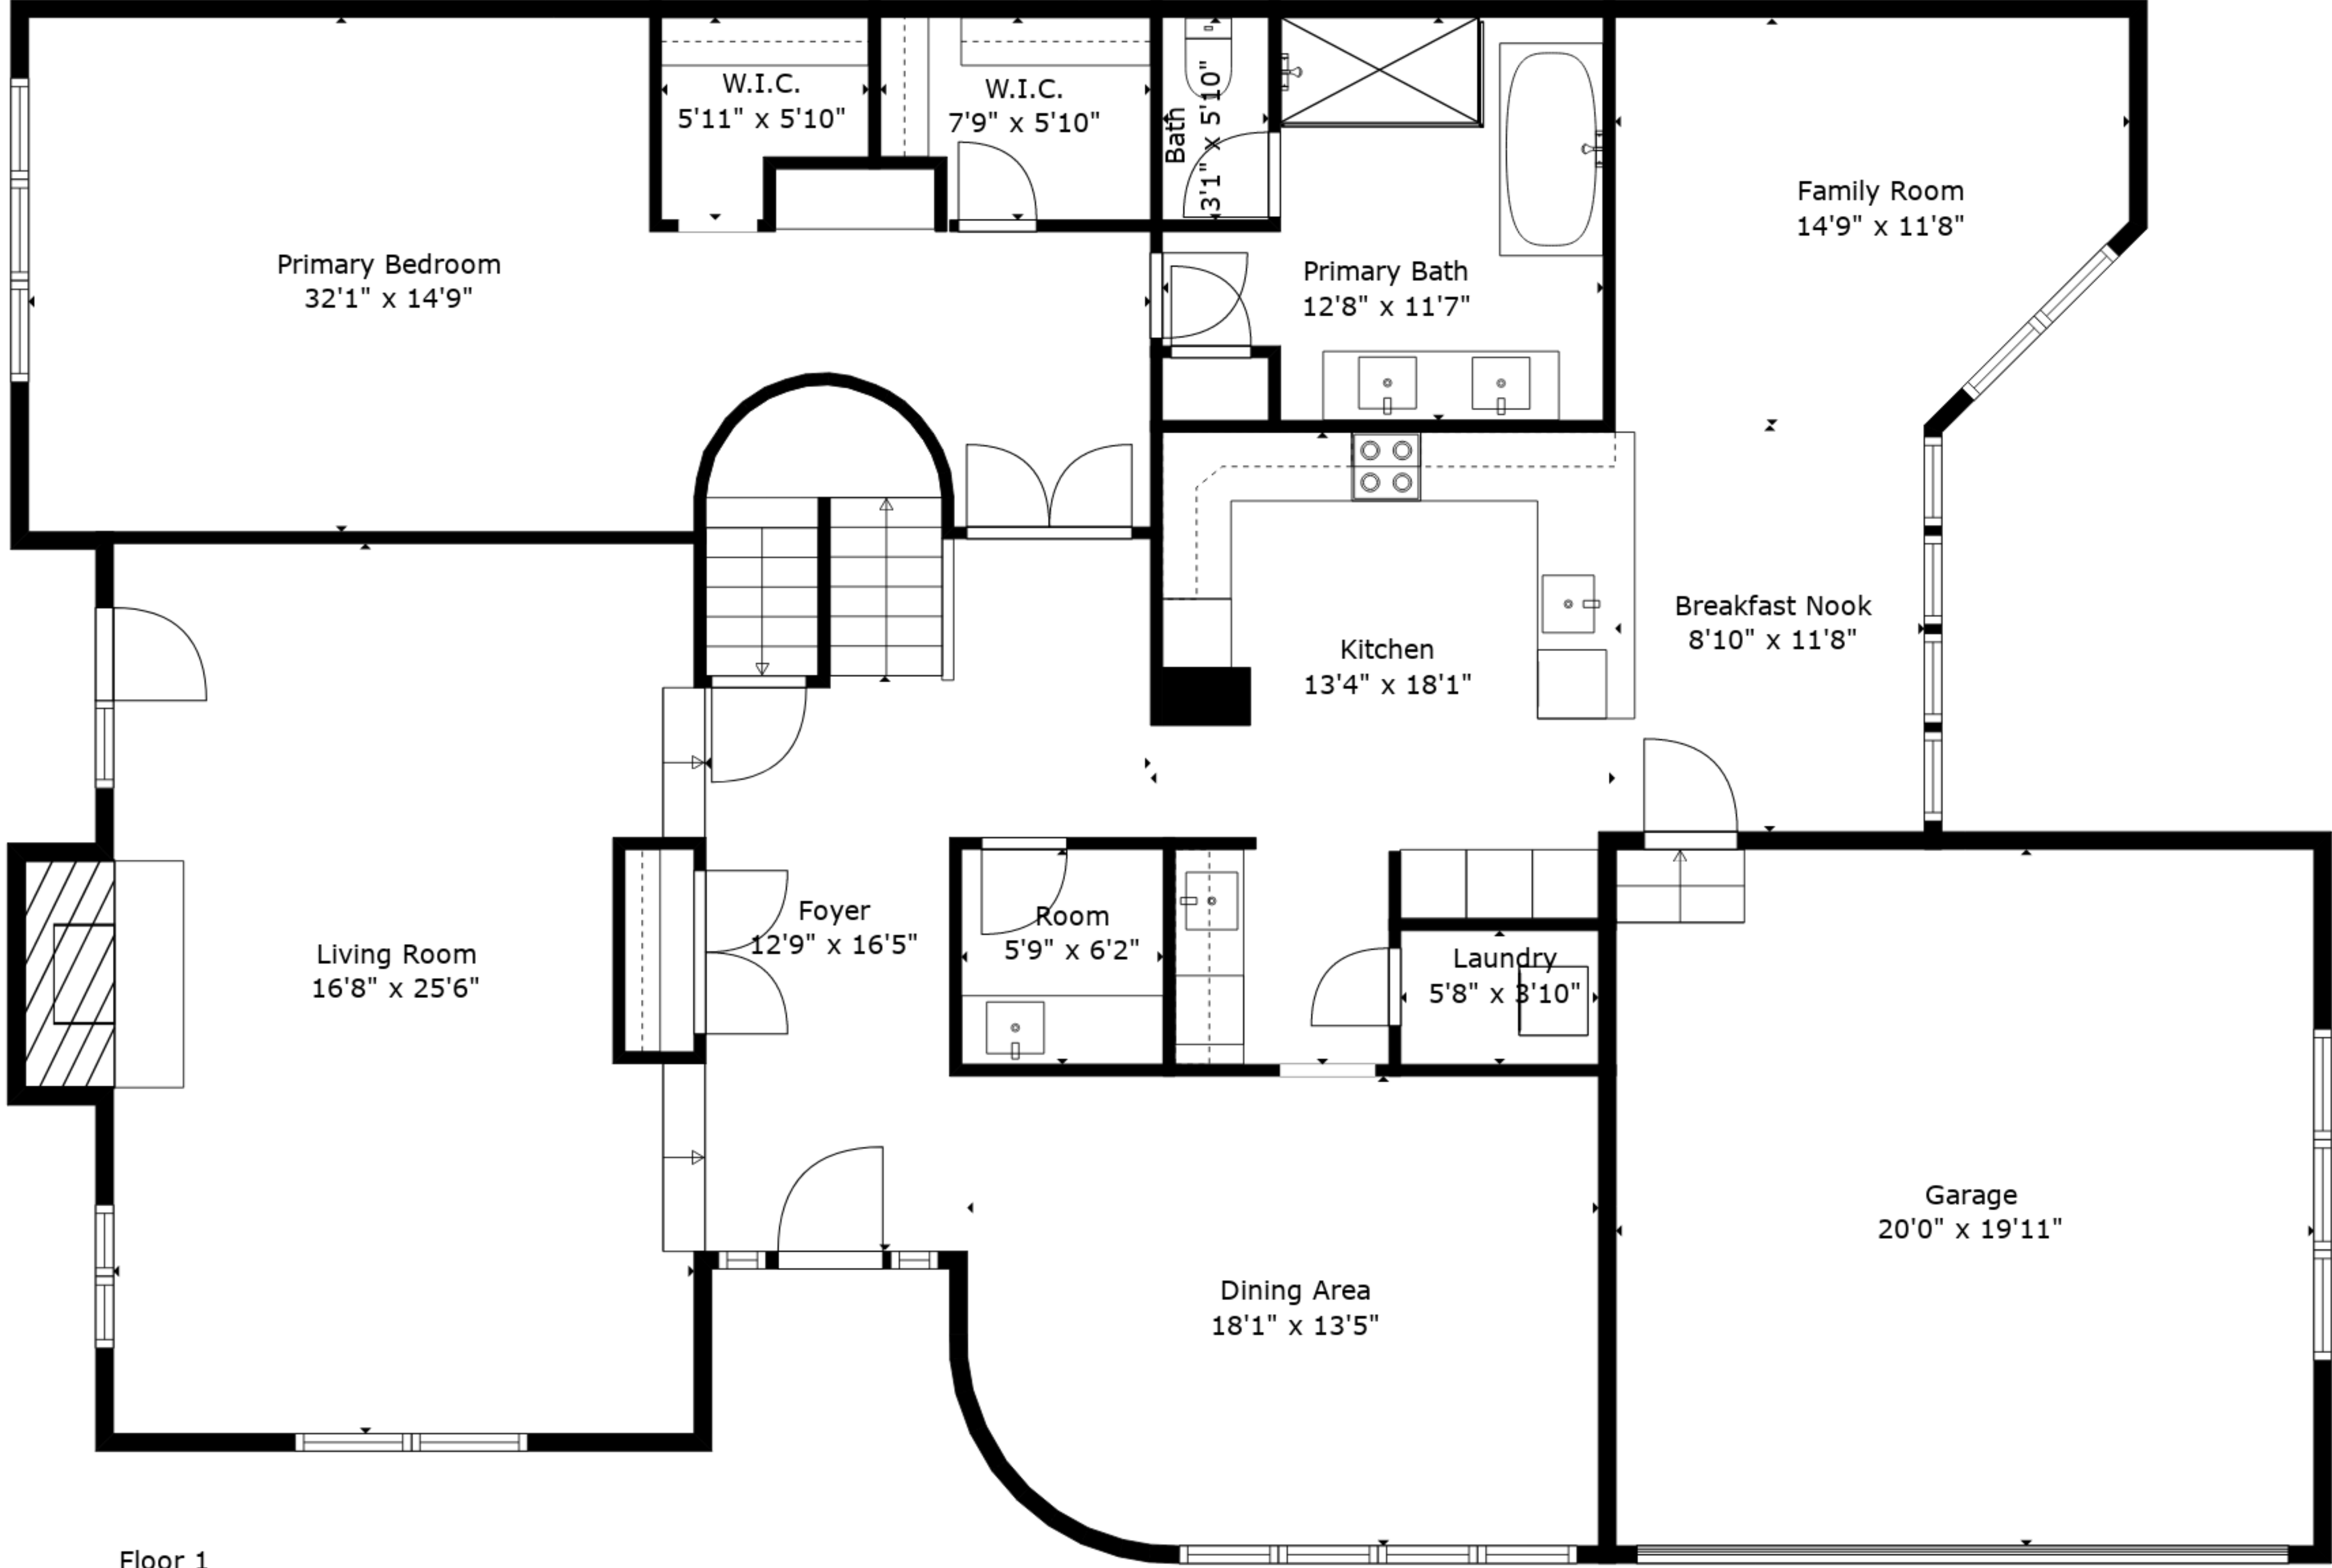 W.I.C.
5'11" x 5'10"
W.I.C.
7'9" x 5'10"
Bath
3'1" x 5'10"
Family Room
14'9" x 11'8"
Primary Bedroom
32'1" x 14'9"
Primary Bath
12'8" x 11'7"
Breakfast Nook
8'10" x 11'8"
Kitchen
13'4" x 18'1"
Foyer
12'9" x 16'5"
Room
5'9" x 6'2"
Living Room
16'8" x 25'6"
Laundry
5'8" x 3'10"
Garage
20'0" x 19'11"
Dining Area
18'1" x 13'5"
Floor 1